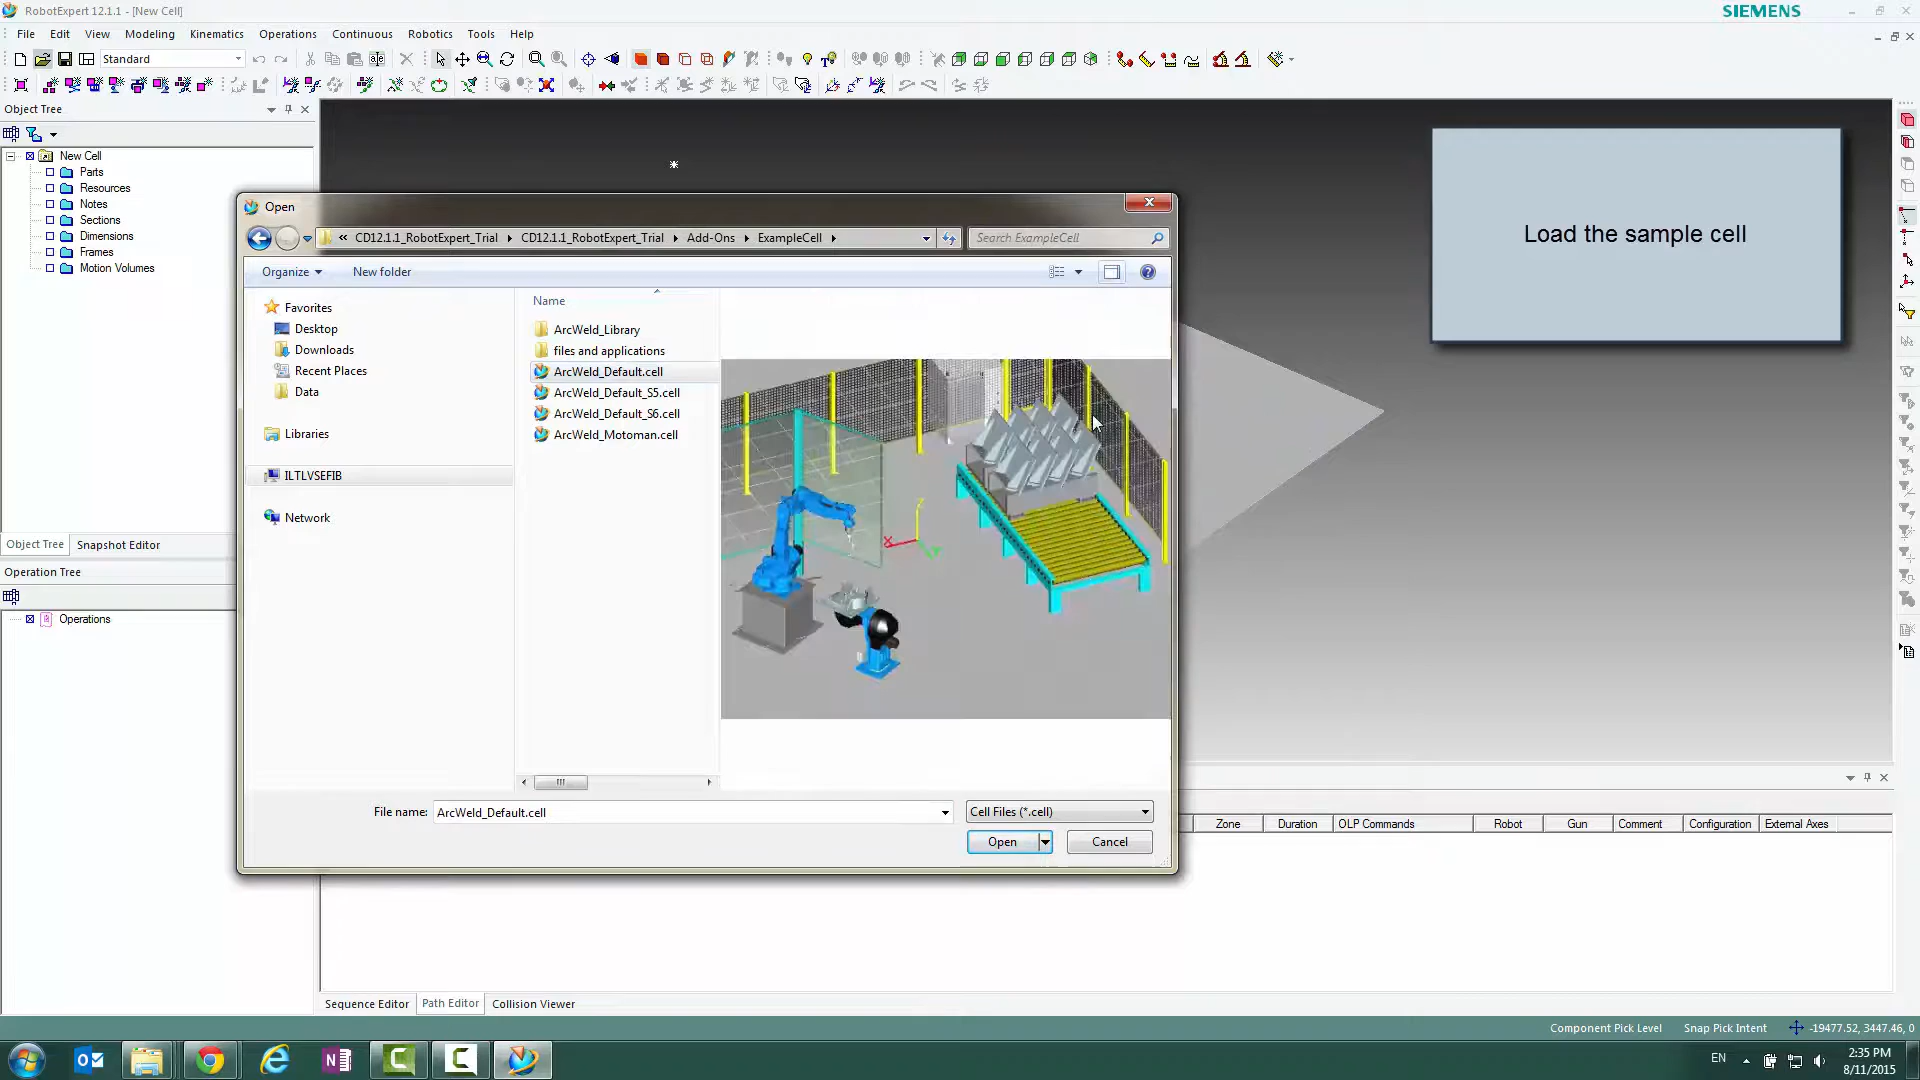 RobotExpert 12.1.1 - [New Cell]
SIEMENS
File Edit View Modeling Kinematics Operations Continuous Robotics Tools Help
Standard
Object Tree
New Cell
Parts
Resources
Notes
Sections
Dimensions
Frames
Motion Volumes
Object Tree Snapshot Editor
Operation Tree
Operations
Load the sample cell
Open
« CD12.1.1_RobotExpert_Trial CD12.1.1_RobotExpert_Trial Add-Ons ExampleCell
Search ExampleCell
Organize New folder
Favorites
Desktop
Downloads
Recent Places
Data
Libraries
ILTLVSEFIB
Network
Name
ArcWeld_Library
files and applications
ArcWeld_Default.cell
ArcWeld_Default_S5.cell
ArcWeld_Default_S6.cell
ArcWeld_Motoman.cell
File name: ArcWeld_Default.cell
Cell Files (*.cell)
Open Cancel
Zone Duration OLP Commands Robot Gun Comment Configuration External Axes
Sequence Editor Path Editor Collision Viewer
Component Pick Level Snap Pick Intent -19477.52, 3447.46, 0
EN
2:35 PM
8/11/2015